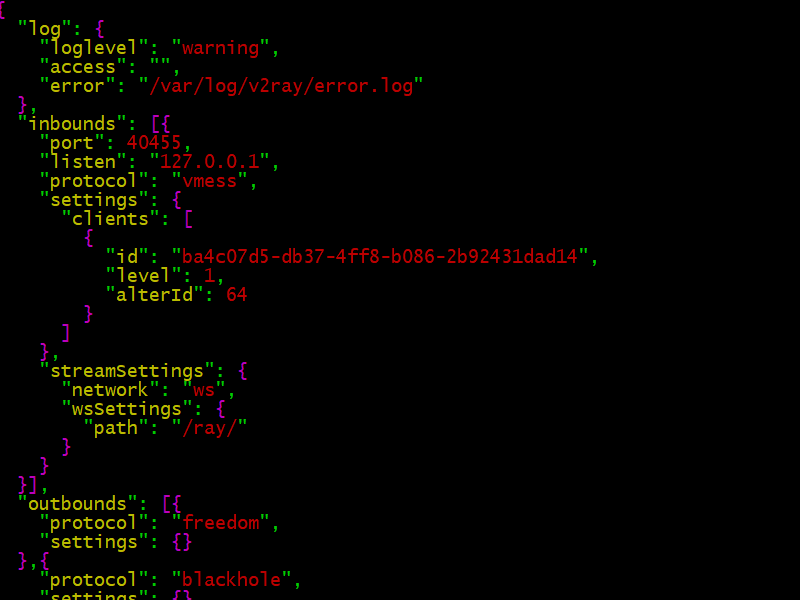 {
  "log": {
    "loglevel": "warning",
    "access": "",
    "error": "/var/log/v2ray/error.log"
  },
  "inbounds": [{
    "port": 40455,
    "listen": "127.0.0.1",
    "protocol": "vmess",
    "settings": {
      "clients": [
        {
          "id": "ba4c07d5-db37-4ff8-b086-2b92431dad14",
          "level": 1,
          "alterId": 64
        }
      ]
    },
    "streamSettings": {
      "network": "ws",
      "wsSettings": {
        "path": "/ray/"
      }
    }
  }],
  "outbounds": [{
    "protocol": "freedom",
    "settings": {}
  },{
    "protocol": "blackhole",
    "settings": {}